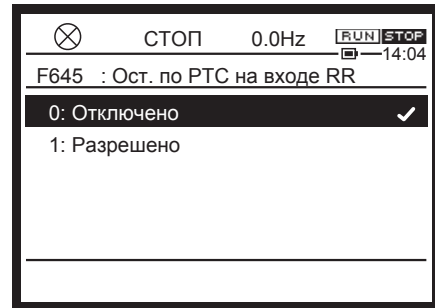 СТОП 0.0Hz RUN STOP
14:04
F645 : Ост. по PTC на входе RR
0: Отключено
1: Разрешено